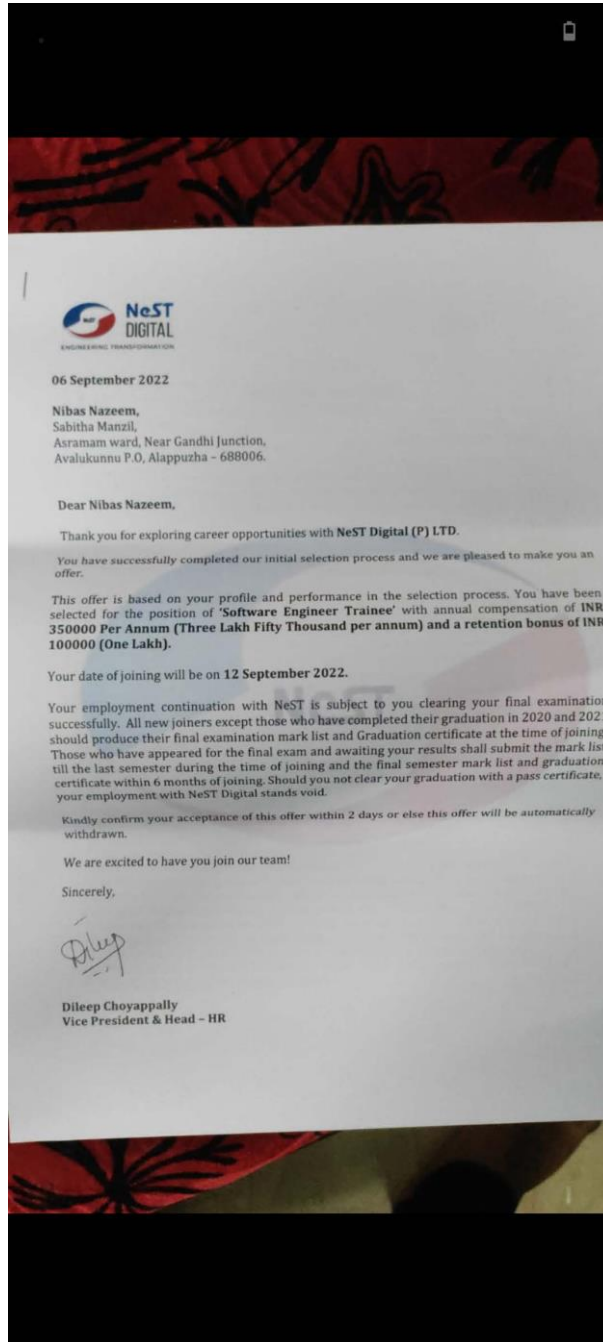 NeST
DIGITAL
ENGINEERING TRANSFORMATION
06 September 2022
Nibas Nazeem,
Sabitha Manzil,
Asramam ward, Near Gandhi Junction,
Avalukunnu P.O, Alappuzha – 688006.
Dear Nibas Nazeem,
Thank you for exploring career opportunities with NeST Digital (P) LTD.
You have successfully completed our initial selection process and we are pleased to make you an
offer.
This offer is based on your profile and performance in the selection process. You have been
selected for the position of 'Software Engineer Trainee' with annual compensation of INR
350000 Per Annum (Three Lakh Fifty Thousand per annum) and a retention bonus of INR
100000 (One Lakh).
Your date of joining will be on 12 September 2022.
Your employment continuation with NeST is subject to you clearing your final examination
successfully. All new joiners except those who have completed their graduation in 2020 and 202
should produce their final examination mark list and Graduation certificate at the time of joining
Those who have appeared for the final exam and awaiting your results shall submit the mark list
till the last semester during the time of joining and the final semester mark list and graduation
certificate within 6 months of joining. Should you not clear your graduation with a pass certificate,
your employment with NeST Digital stands void.
Kindly confirm your acceptance of this offer within 2 days or else this offer will be automatically
withdrawn.
We are excited to have you join our team!
Sincerely,
Dileep
Dileep Choyappally
Vice President & Head – HR